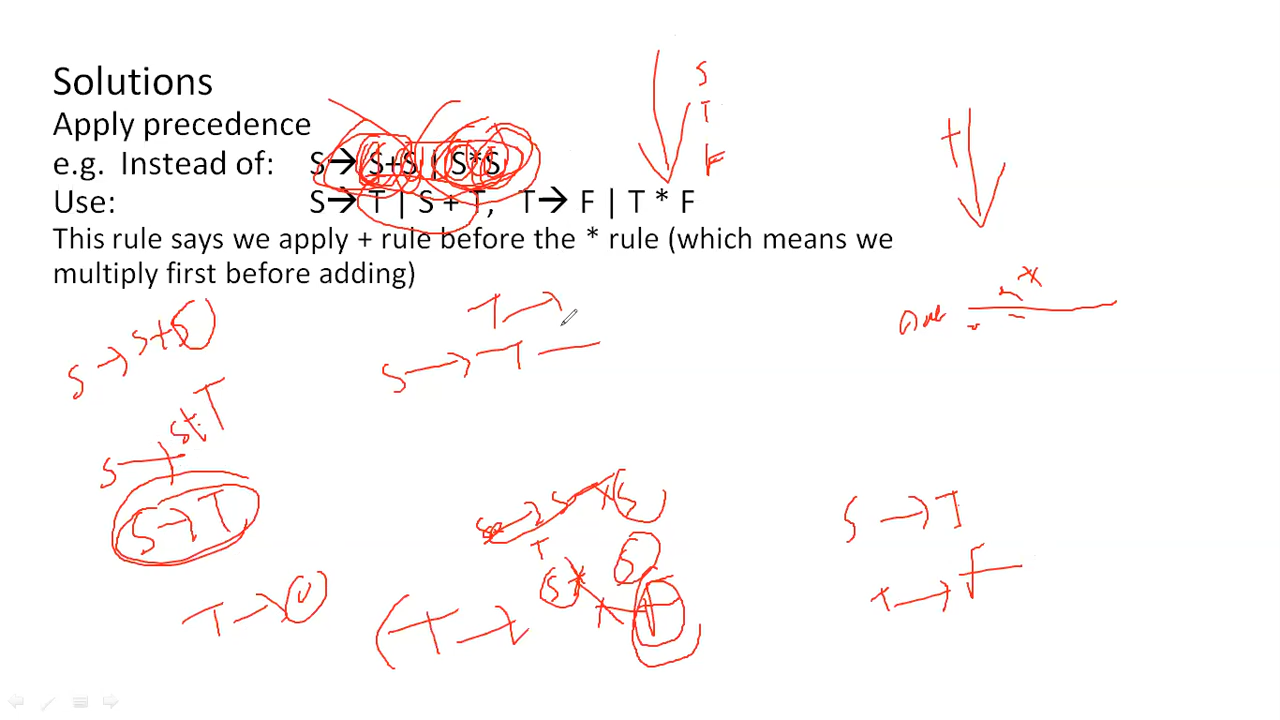 Solutions
Apply precedence
e.g. Instead of: S→ S+S | S*S
Use: S→ T | S + T, T→ F | T * F
This rule says we apply + rule before the * rule (which means we
multiply first before adding)
S
T
F
+
*
S → S + S
T →
S → T
S → S+T
S → T
S → T
T → F
T →
(T →